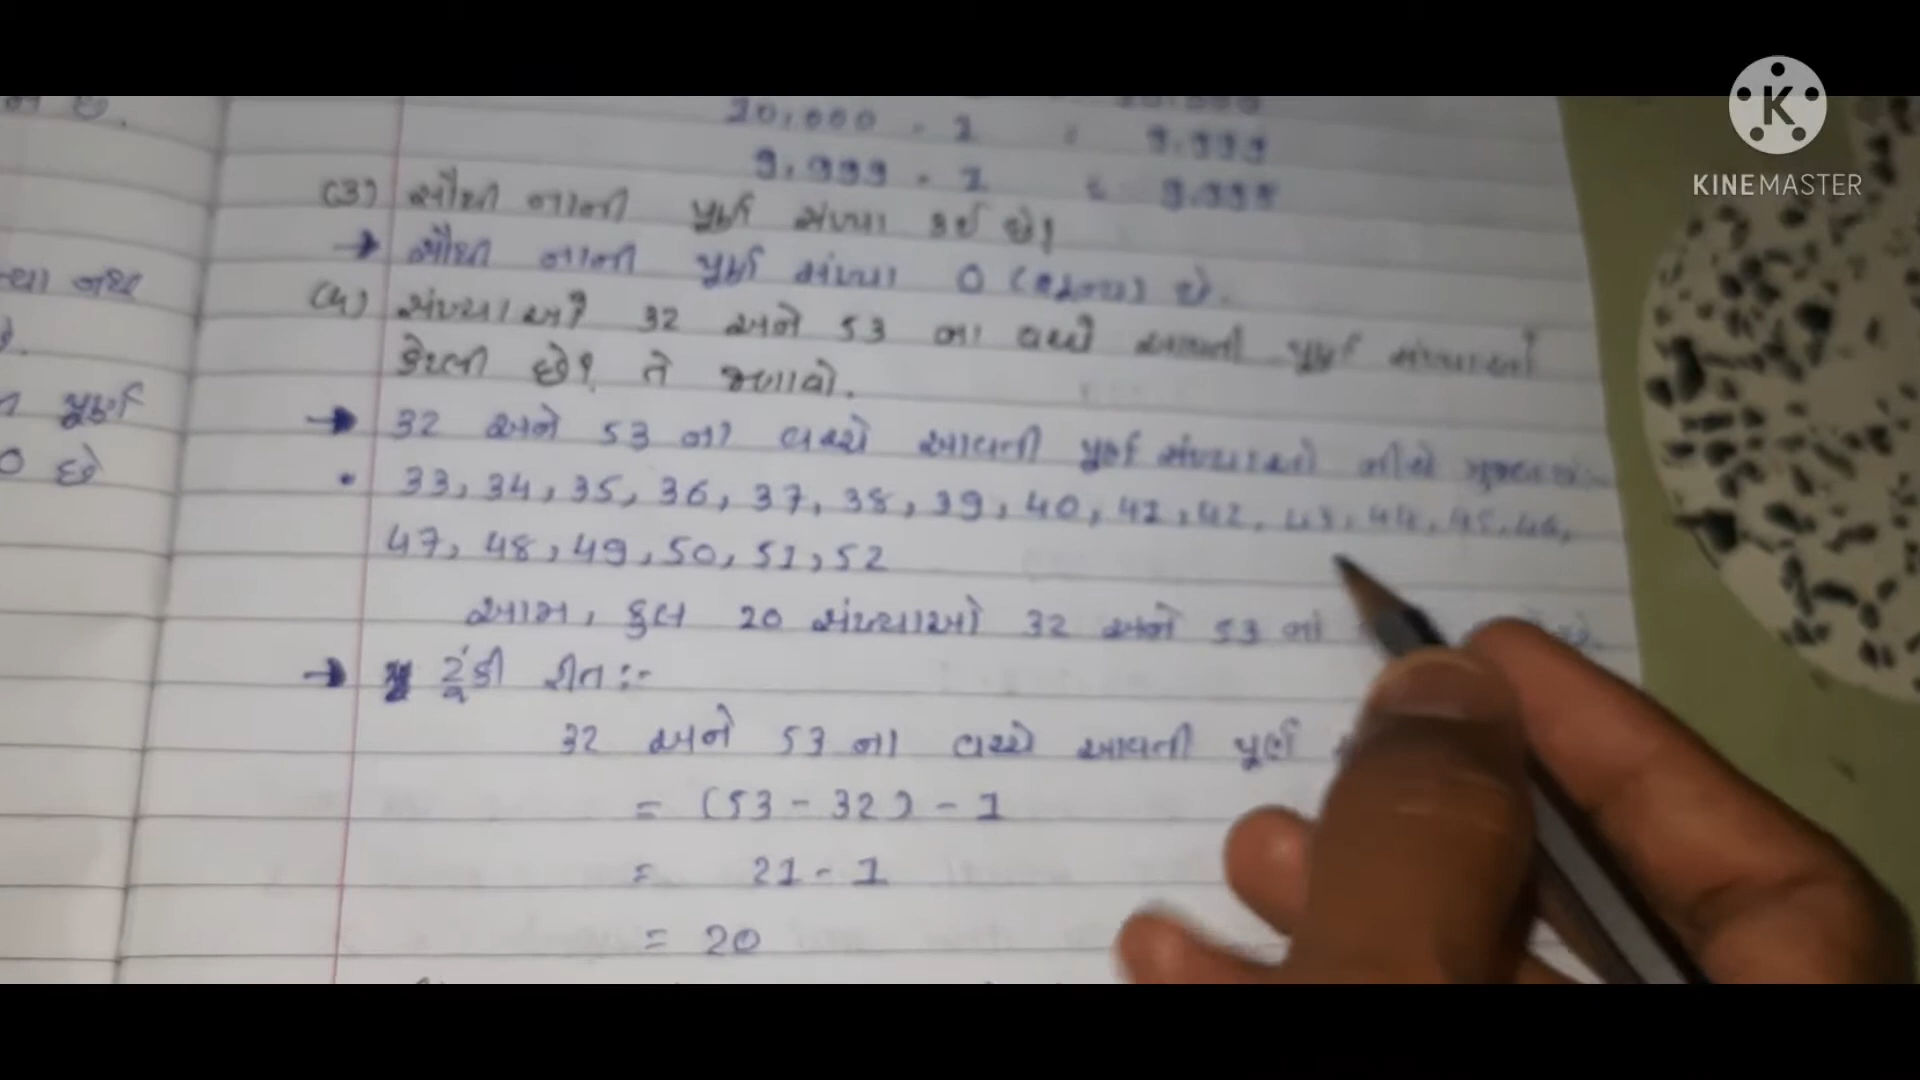 ન છે.
10,000 - 1 : 9,999
9,999 - 1 = 9,998
(૩) સૌથી નાની પૂર્ણ સંખ્યા કઈ છે?
→ સૌથી નાની પૂર્ણ સંખ્યા 0 (શૂન્ય) છે.
(૪) સંખ્યાઓ 32 અને 53 ના વચ્ચે આવતી પૂર્ણ સંખ્યાઓ
કેટલી છે? તે જણાવો.
→ 32 અને 53 ના વચ્ચે આવતી પૂર્ણ સંખ્યાઓ નીચે મુજબ
• 33, 34, 35, 36, 37, 38, 39, 40, 41, 42, 43, 44, 45, 46,
47, 48, 49, 50, 51, 52
આમ, કુલ 20 સંખ્યાઓ 32 અને 53 નાં
→ ટૂંકી રીત :-
32 અને 53 ના વચ્ચે આવતી પૂર્ણ
= (53 - 32) - 1
= 21 - 1
= 20
પૂર્ણ
0 છે
KINEMASTER